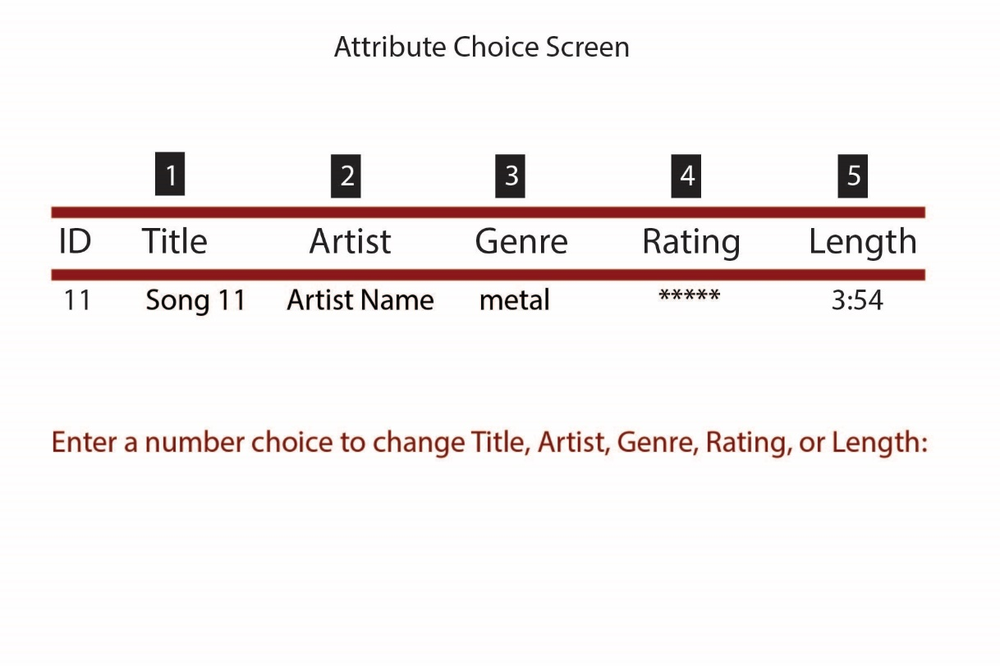 Attribute Choice Screen
1 2 3 4 5
ID Title Artist Genre Rating Length
11 Song 11 Artist Name metal ***** 3:54
Enter a number choice to change Title, Artist, Genre, Rating, or Length: